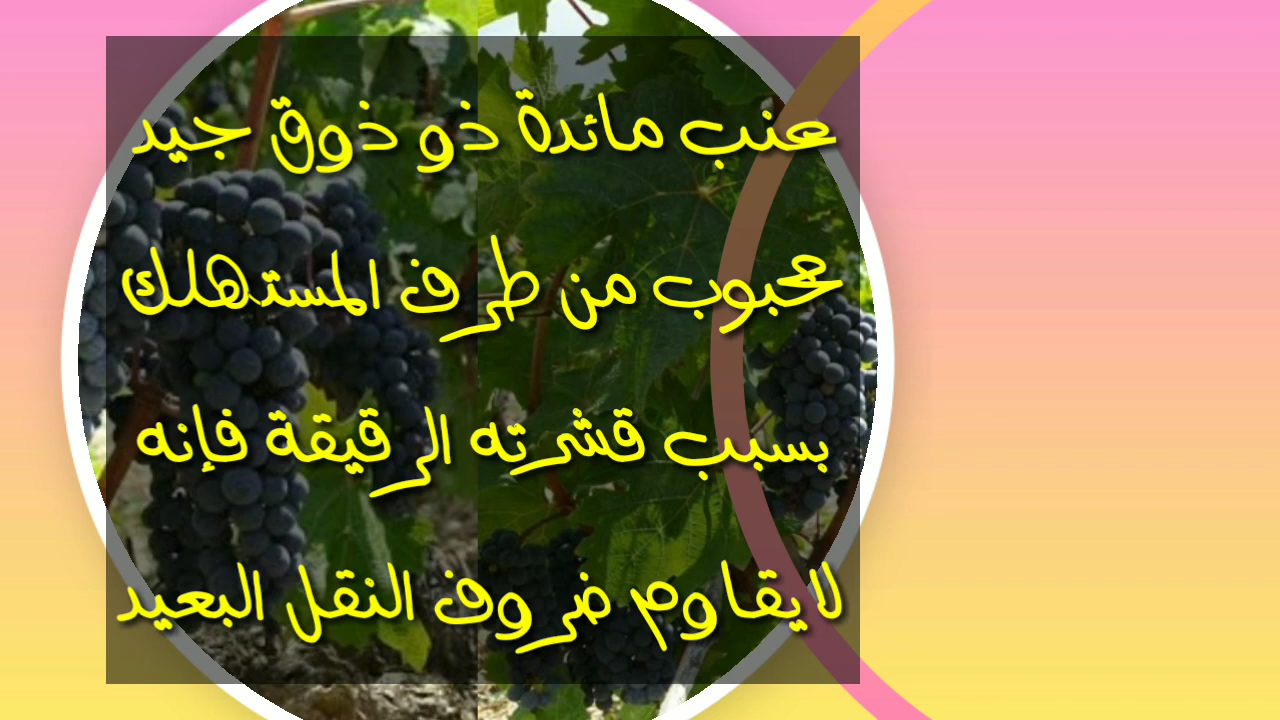 عنب مائدة ذو ذوق جيد
محبوب من طرف المستهلك
بسبب قشرته الرقيقة فإنه
لايقاوم ضروف النقل البعيد